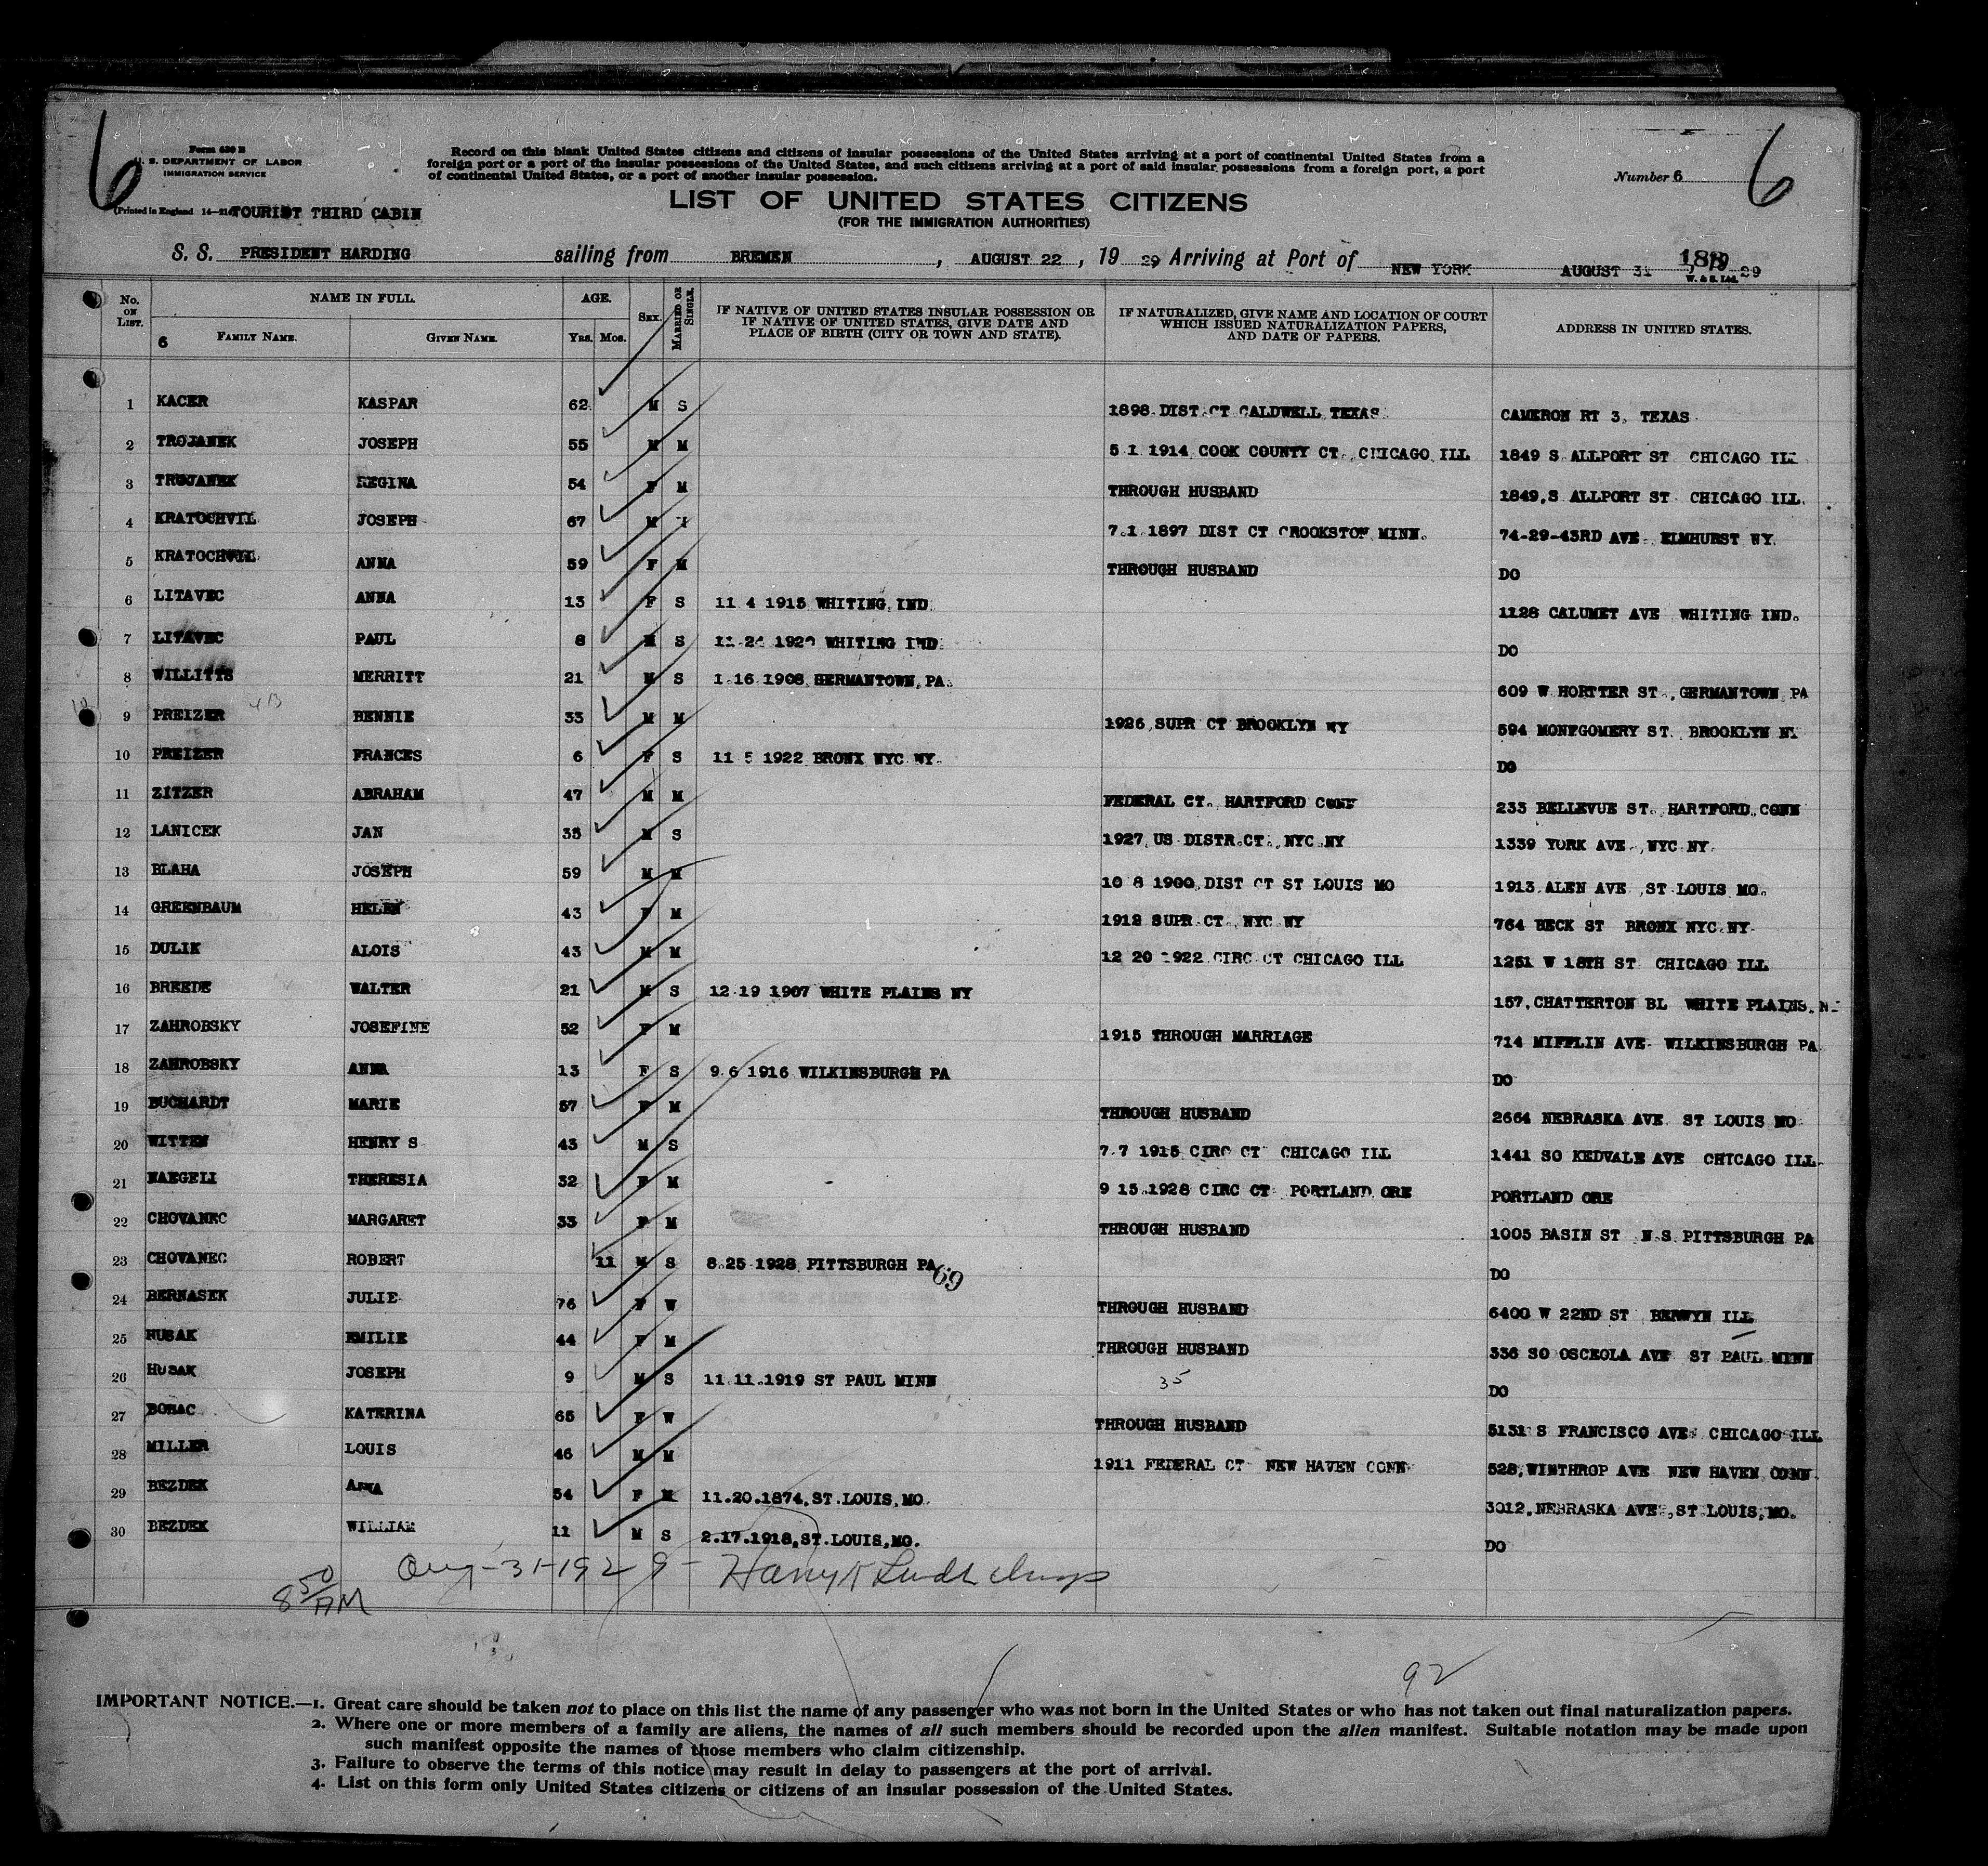 6
Form 630 B
U. S. DEPARTMENT OF LABOR
IMMIGRATION SERVICE
Record on this blank United States citizens and citizens of insular possessions of the United States arriving at a port of continental United States from a
foreign port or a port of the insular possessions of the United States, and such citizens arriving at a port of said insular possessions from a foreign port, a port
of continental United States, or a port of another insular possession.
Number 6
6
(Printed in England TOURIST THIRD CABIN
LIST OF UNITED STATES CITIZENS
(FOR THE IMMIGRATION AUTHORITIES)
S. S. PRESIDENT HARDING sailing from BREMEN, AUGUST 22, 1929 Arriving at Port of NEW YORK AUGUST 31, 1929
W. & S. Ltd.
No. ON LIST. NAME IN FULL. AGE. SEX. MARRIED OR SINGLE. IF NATIVE OF UNITED STATES INSULAR POSSESSION OR IF NATIVE OF UNITED STATES, GIVE DATE AND PLACE OF BIRTH (CITY OR TOWN AND STATE). IF NATURALIZED, GIVE NAME AND LOCATION OF COURT WHICH ISSUED NATURALIZATION PAPERS, AND DATE OF PAPERS. ADDRESS IN UNITED STATES.
6 FAMILY NAME. GIVEN NAME. Yrs. Mos.
1 KACER KASPAR 62 M S 1898 DIST CT CALDWELL TEXAS CAMERON RT 3, TEXAS
2 TROJANEK JOSEPH 55 M M 5 1 1914 COOK COUNTY CT, CHICAGO ILL 1849 S ALLPORT ST CHICAGO ILL
3 TROJANEK REGINA 54 F M THROUGH HUSBAND 1849 S ALLPORT ST CHICAGO ILL
4 KRATOCHVIL JOSEPH 67 M 7.1 1897 DIST CT CROOKSTON MINN. 74-29-43RD AVE ELMHURST NY
5 KRATOCHVIL ANNA 59 F M THROUGH HUSBAND DO
6 LITAVEC ANNA 13 F S 11 4 1915 WHITING IND 1128 CALUMET AVE WHITING IND.
7 LITAVEC PAUL 8 M S 1920 WHITING IND DO
8 WILLITTS MERRITT 21 M S 1.16 1908 GERMANTOWN, PA. 609 W HORTTER ST, GERMANTOWN PA
9 PREIZER BENNIE 33 M M 1926 SUPR CT BROOKLYN NY 594 MONTGOMERY ST. BROOKLYN NY
10 PREIZER FRANCES 6 F S 11 5 1922 BRONX NYC NY. DO
11 ZITZER ABRAHAM 47 M M FEDERAL CT. HARTFORD CONN 233 BELLEVUE ST. HARTFORD CONN
12 LANICEK JAN 35 M S 1927 US DISTR.CT., NYC NY 1339 YORK AVE., NYC NY.
13 BLAHA JOSEPH 59 M M 10 8 1900 DIST CT ST LOUIS MO 1913 ALEN AVE ST LOUIS MO.
14 GREENBAUM HELEN 43 F M 1912 SUPR CT NYC NY 764 BECK ST BRONX NYC NY
15 DULIK ALOIS 43 M M 12 20 1922 CIRC CT CHICAGO ILL 1251 W 18TH ST CHICAGO ILL
16 BREEDE WALTER 21 M S 12 19 1907 WHITE PLAINS NY 157, CHATTERTON BL WHITE PLAINS
17 ZAHROBSKY JOSEFINE 52 F M 1915 THROUGH MARRIAGE 714 MIFFLIN AVE WILKINSBURGH PA
18 ZAHROBSKY ANNA 13 F S 9 6 1916 WILKINSBURGH PA DO
19 BUCHARDT MARIE 57 F M THROUGH HUSBAND 2664 NEBRASKA AVE ST LOUIS MO
20 WITTEN HENRY S 43 M S 7 7 1915 CIRC CT CHICAGO ILL 1441 SO KEDVALE AVE CHICAGO ILL
21 NAEGELI THERESIA 32 F M 9 15 1928 CIRC CT PORTLAND ORE PORTLAND ORE
22 CHOVANEC MARGARET 33 F M THROUGH HUSBAND 1005 BASIN ST N.S. PITTSBURGH PA
23 CHOVANEC ROBERT 11 M S 8.25 1928 PITTSBURGH PA 69 DO
24 BERNASEK JULIE 76 F W THROUGH HUSBAND 6400 W 22ND ST BERWYN ILL
25 HUSAK EMILIE 44 F M THROUGH HUSBAND 336 SO OSCEOLA AVE ST PAUL MINN
26 HUSAK JOSEPH 9 M S 11 11 1919 ST PAUL MINN 35 DO
27 BOBAC KATERINA 65 F W THROUGH HUSBAND 5131 S FRANCISCO AVE CHICAGO ILL
28 MILLER LOUIS 46 M M 1911 FEDERAL CT NEW HAVEN CONN 528, WINTHROP AVE NEW HAVEN CONN
29 BEZDEK ANNA 54 F M 11.20.1874, ST. LOUIS, MO. 3012, NEBRASKA AVE., ST LOUIS, MO.
30 BEZDEK WILLIAM 11 M S 2.17.1918, ST. LOUIS, MO. DO
Aug-31-1929 -
8 50 AM
92
IMPORTANT NOTICE.—1. Great care should be taken not to place on this list the name of any passenger who was not born in the United States or who has not taken out final naturalization papers.
2. Where one or more members of a family are aliens, the names of all such members should be recorded upon the alien manifest. Suitable notation may be made upon
such manifest opposite the names of those members who claim citizenship.
3. Failure to observe the terms of this notice may result in delay to passengers at the port of arrival.
4. List on this form only United States citizens or citizens of an insular possession of the United States.